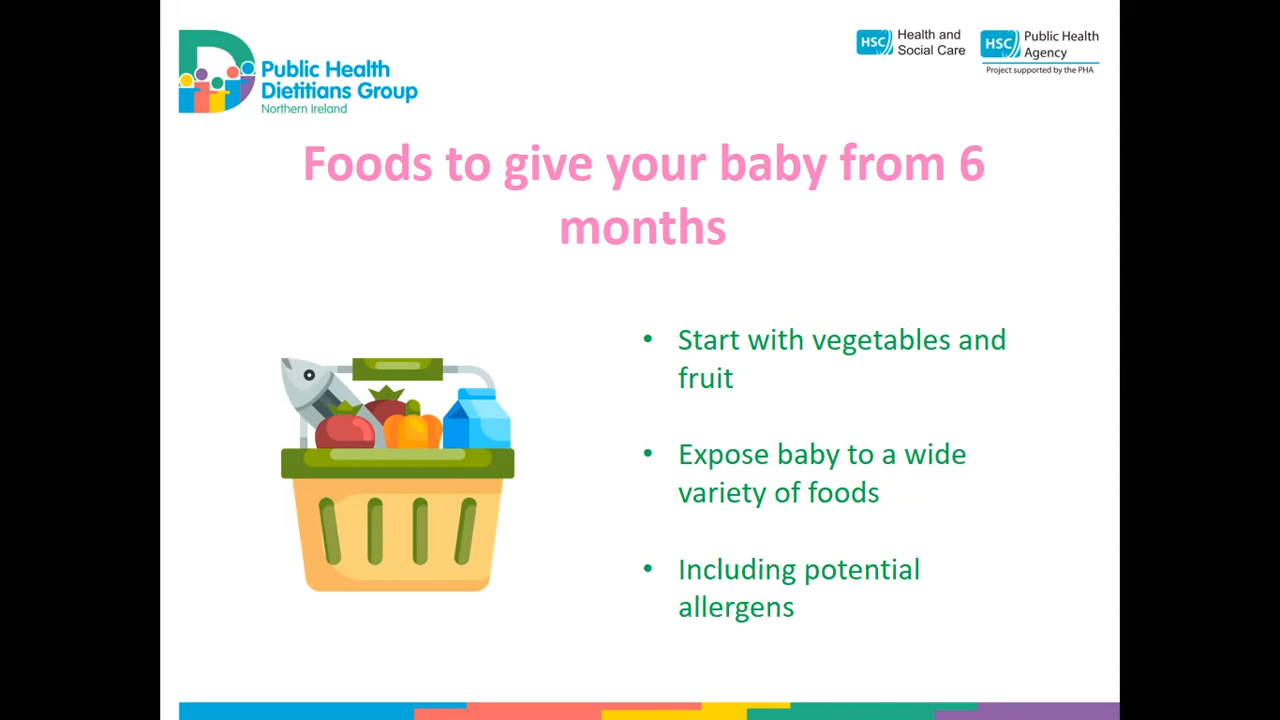 Public Health
Dietitians Group
Northern Ireland
HSC Health and
Social Care
HSC Public Health
Agency
Project supported by the PHA
Foods to give your baby from 6
months
• Start with vegetables and
fruit
• Expose baby to a wide
variety of foods
• Including potential
allergens